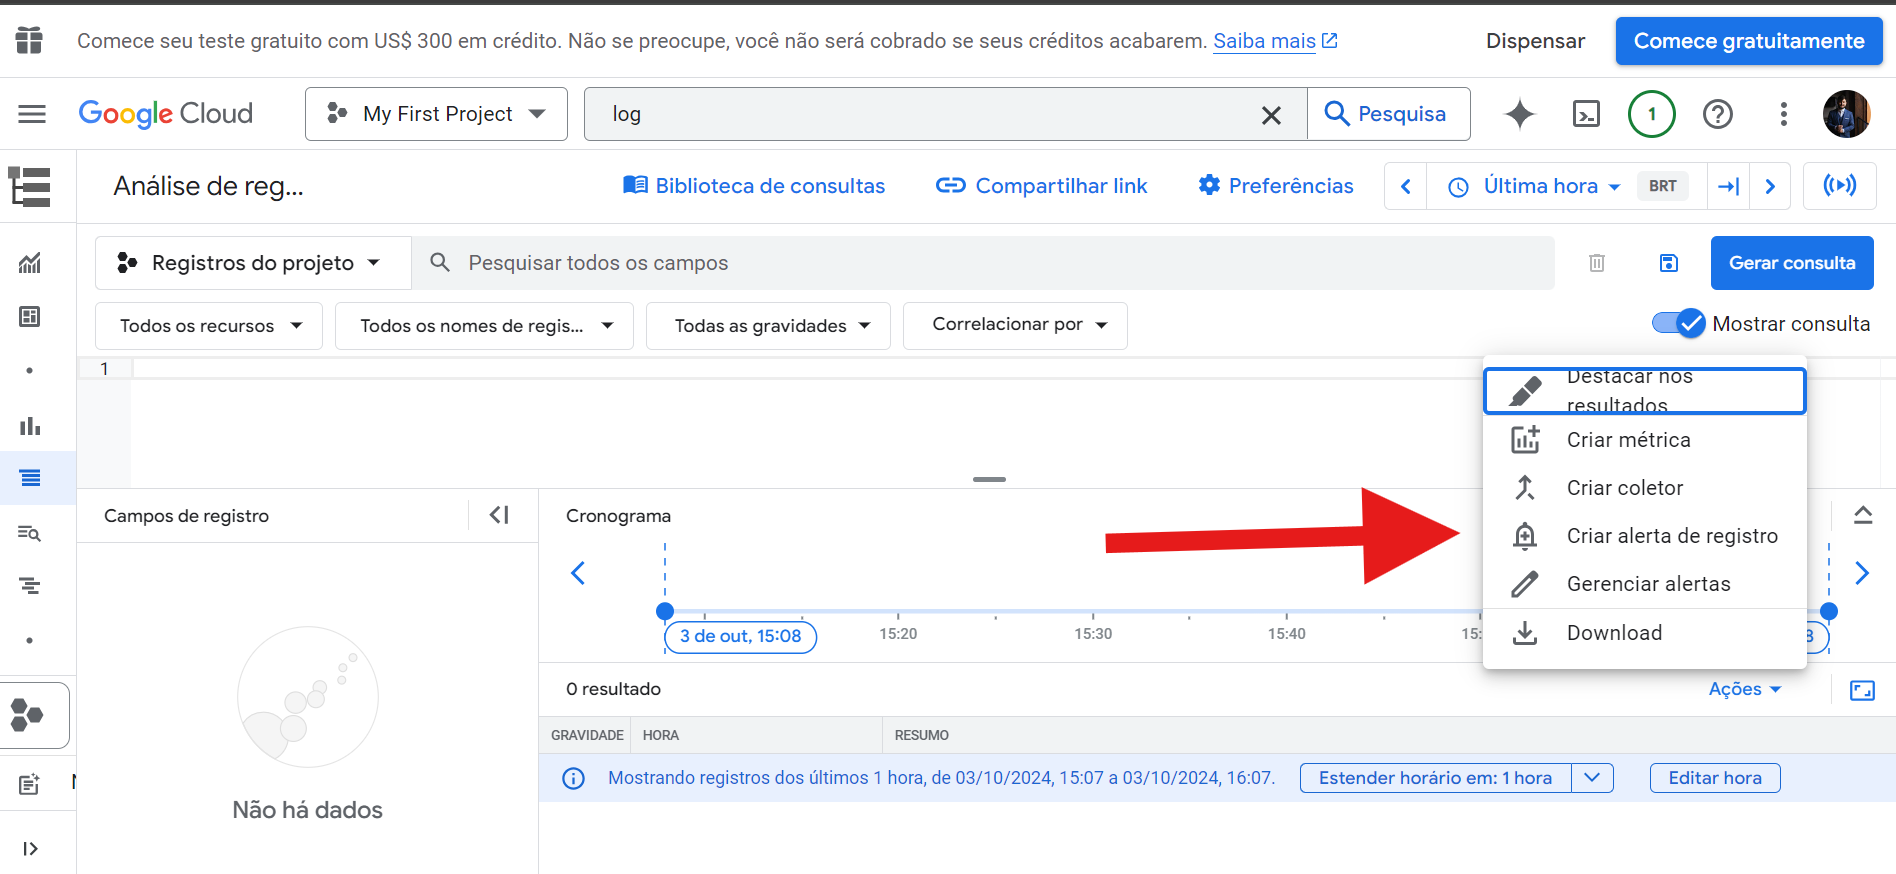 Comece seu teste gratuito com US$ 300 em crédito. Não se preocupe, você não será cobrado se seus créditos acabarem. Saiba mais
Dispensar
Comece gratuitamente
Google Cloud
My First Project
log
Pesquisa
1
Análise de reg...
Biblioteca de consultas
Compartilhar link
Preferências
Última hora
BRT
Registros do projeto
Pesquisar todos os campos
Gerar consulta
Todos os recursos
Todos os nomes de regis...
Todas as gravidades
Correlacionar por
Mostrar consulta
1
Destacar nos
resultados
Criar métrica
Criar coletor
Criar alerta de registro
Gerenciar alertas
Download
Campos de registro
Cronograma
3 de out, 15:08
15:20
15:30
15:40
15:
8
0 resultado
Ações
GRAVIDADE
HORA
RESUMO
Mostrando registros dos últimos 1 hora, de 03/10/2024, 15:07 a 03/10/2024, 16:07.
Estender horário em: 1 hora
Editar hora
Não há dados